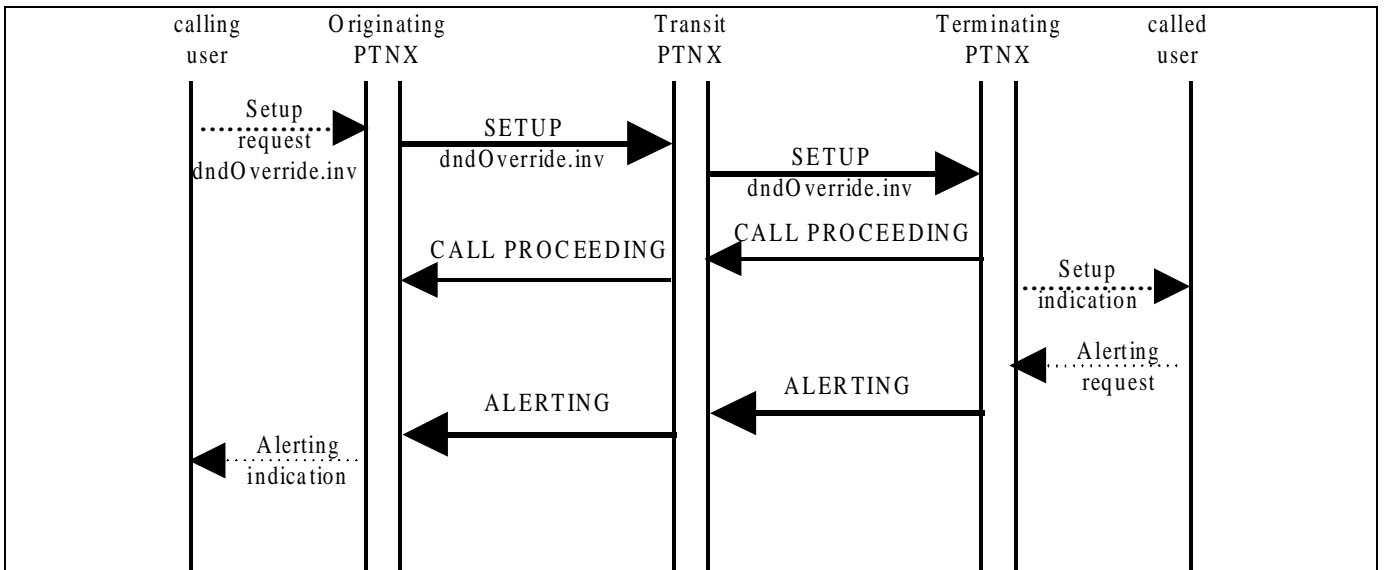 calling Originating Transit Terminating called
user PTNX PTNX PTNX user
Setup
request
dndOverride.inv
SETUP
dndOverride.inv
SETUP
dndOverride.inv
CALL PROCEEDING
CALL PROCEEDING
Setup
indication
Alerting
request
ALERTING
ALERTING
Alerting
indication